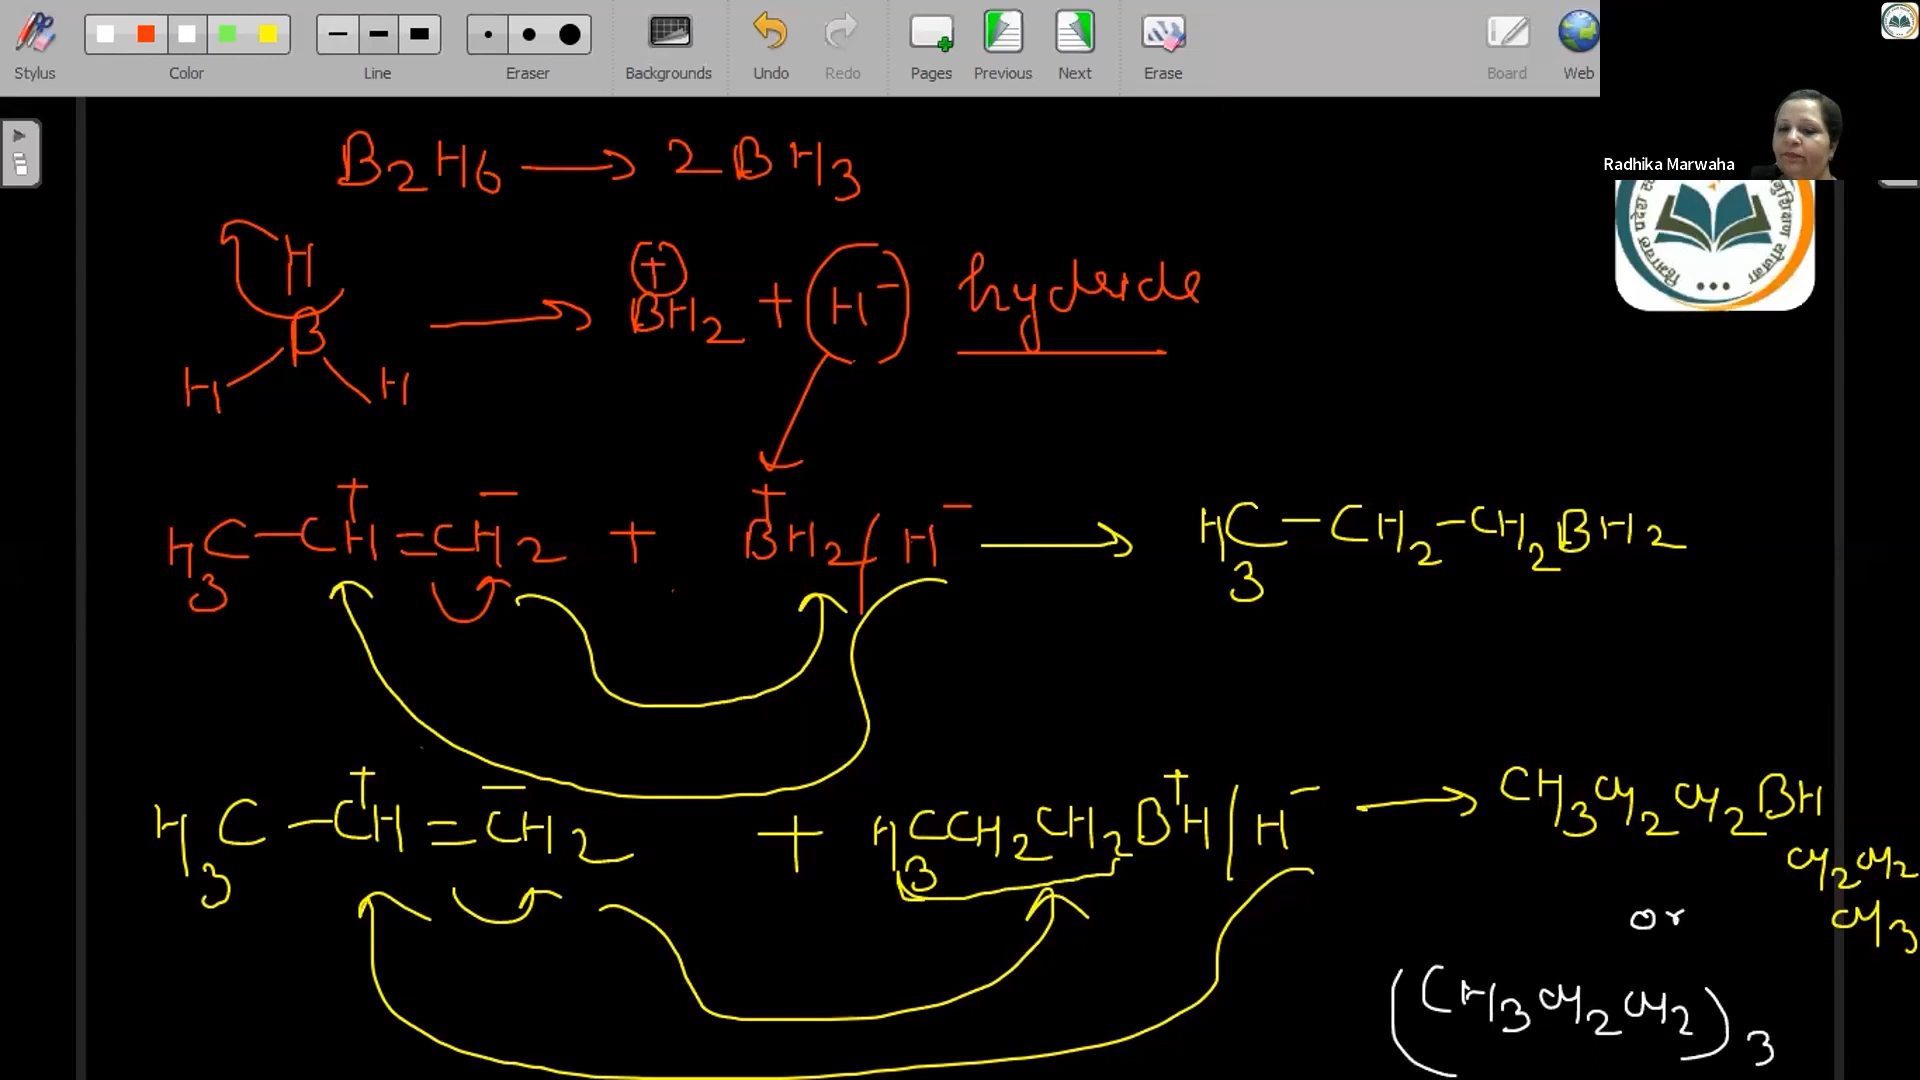 Stylus
Color
Line
Eraser
Backgrounds
Undo
Redo
Pages
Previous
Next
Erase
Board
Web
Radhika Marwaha
B2H6 → 2BH3
H
B
H H
→ BH2 + H− hydride
+
H3C−CH=CH2 + BH2/H− → H3C−CH2−CH2BH2
+ − +
H3C−CH=CH2 + H3CCH2CH2BH/H− → CH3CH2CH2BH
+ − +
CH2CH2
CH3
or
(CH3CH2CH2)3